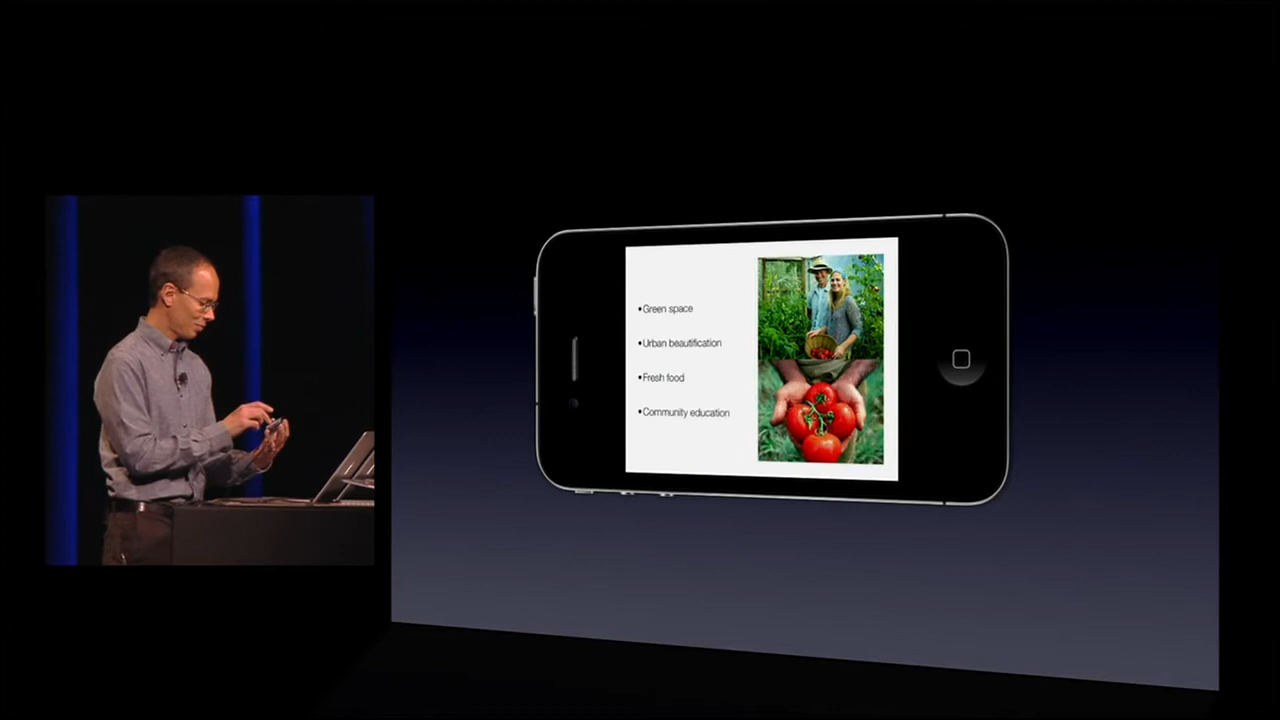 •Green space
•Urban beautification
•Fresh food
•Community education